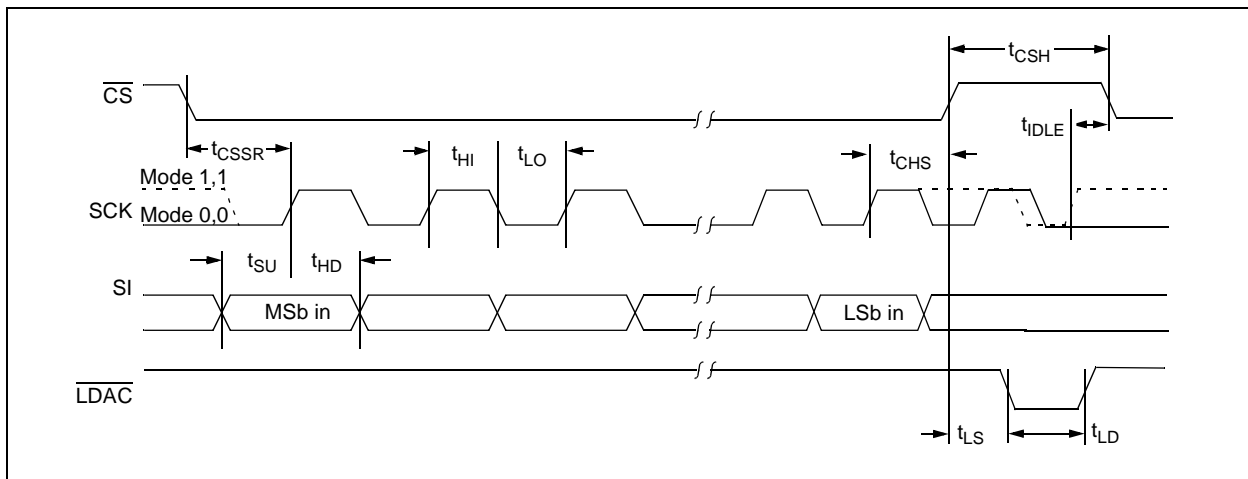 tCSH
CS
tIDLE
tCSSR
tHI
tLO
tCHS
Mode 1,1
SCK
Mode 0,0
tSU
tHD
SI
MSb in
LSb in
LDAC
tLS
tLD